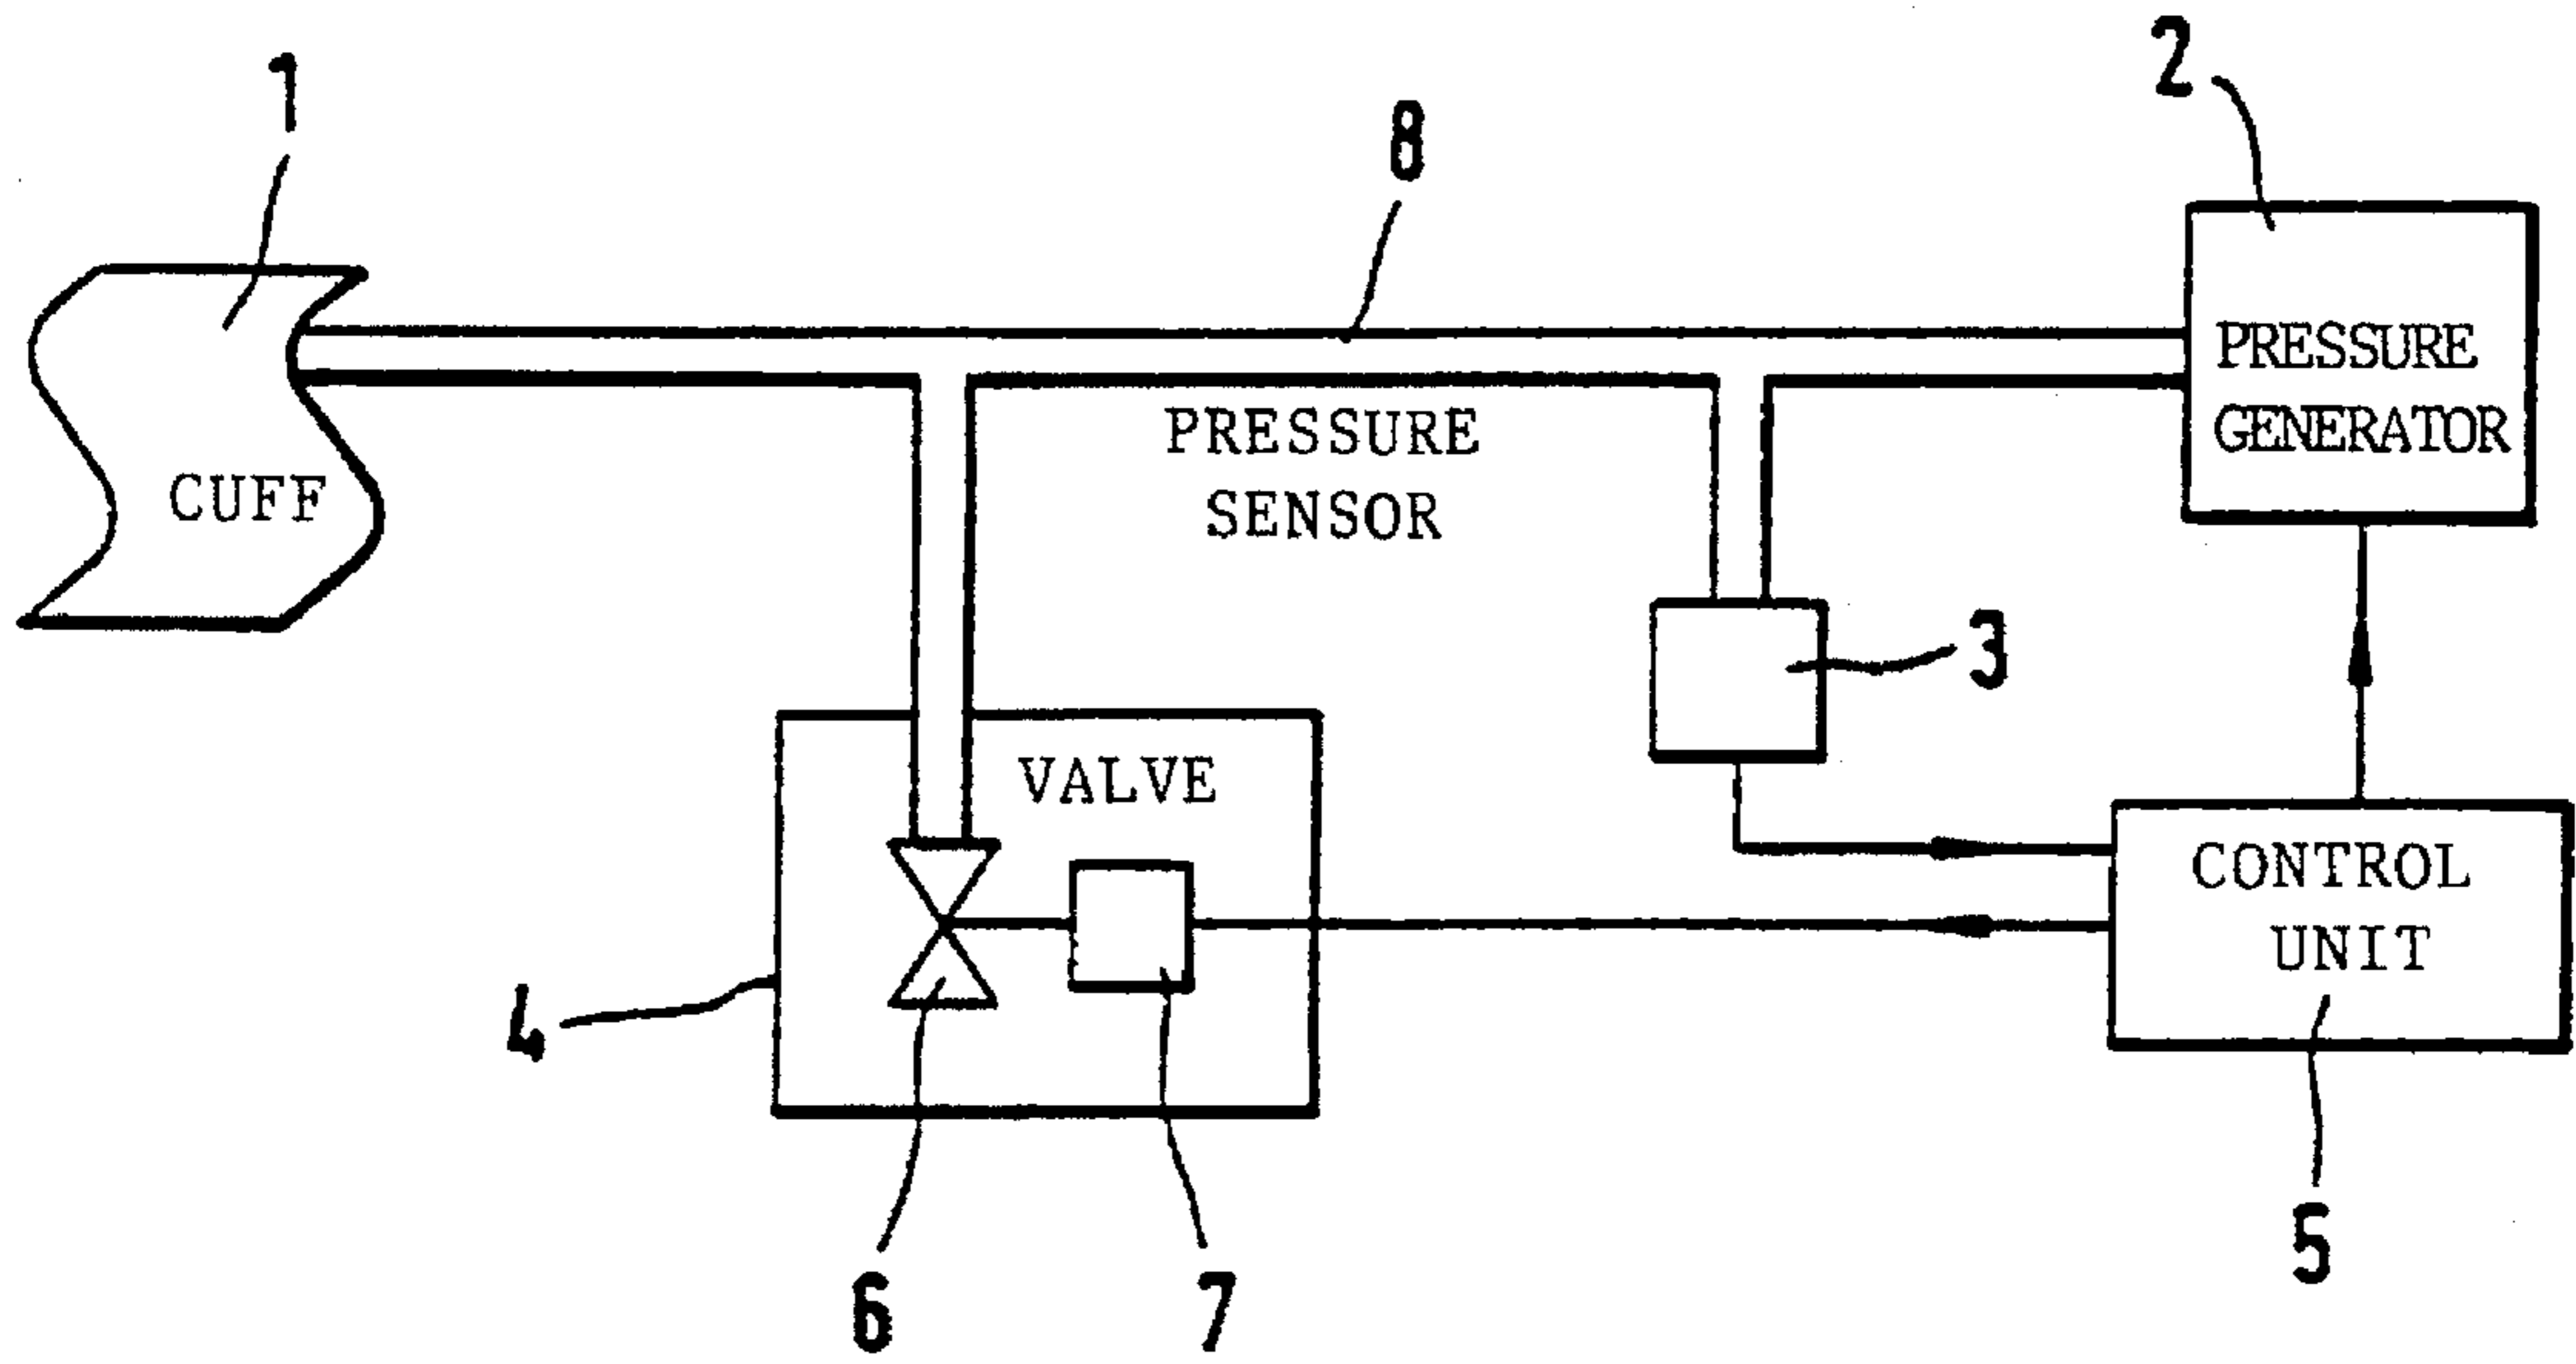 1
2
8
PRESSURE
GENERATOR
PRESSURE
SENSOR
CUFF
3
VALVE
CONTROL
UNIT
4
5
6
7